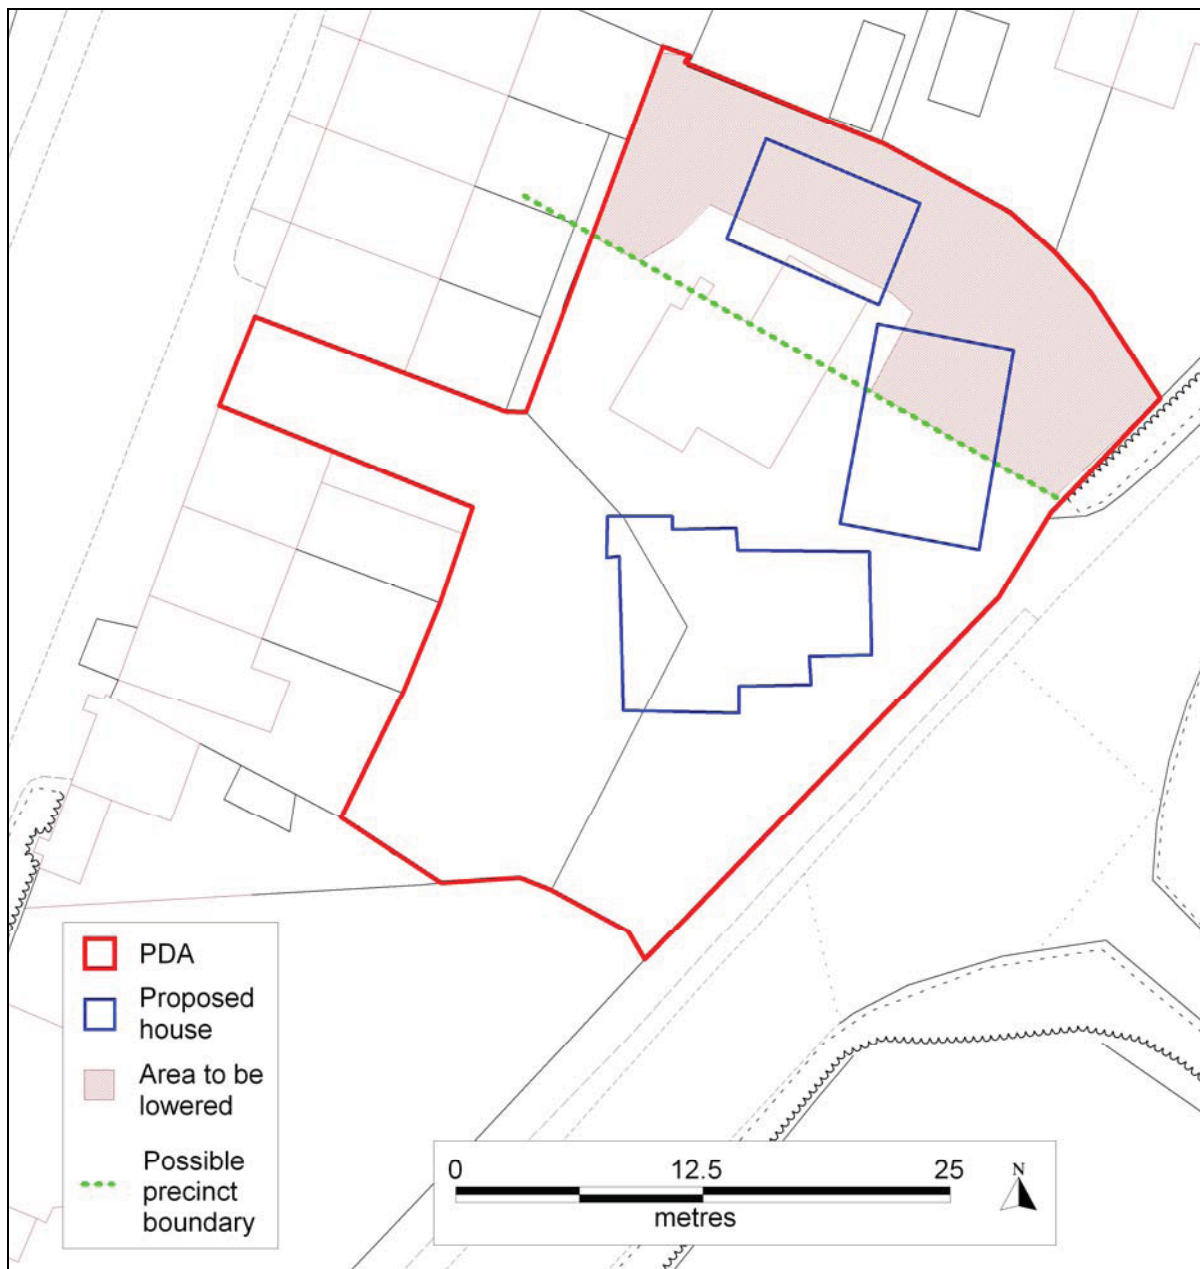 PDA
Proposed
house
Area to be
lowered
Possible
precinct
boundary
0 12.5 25
metres
N